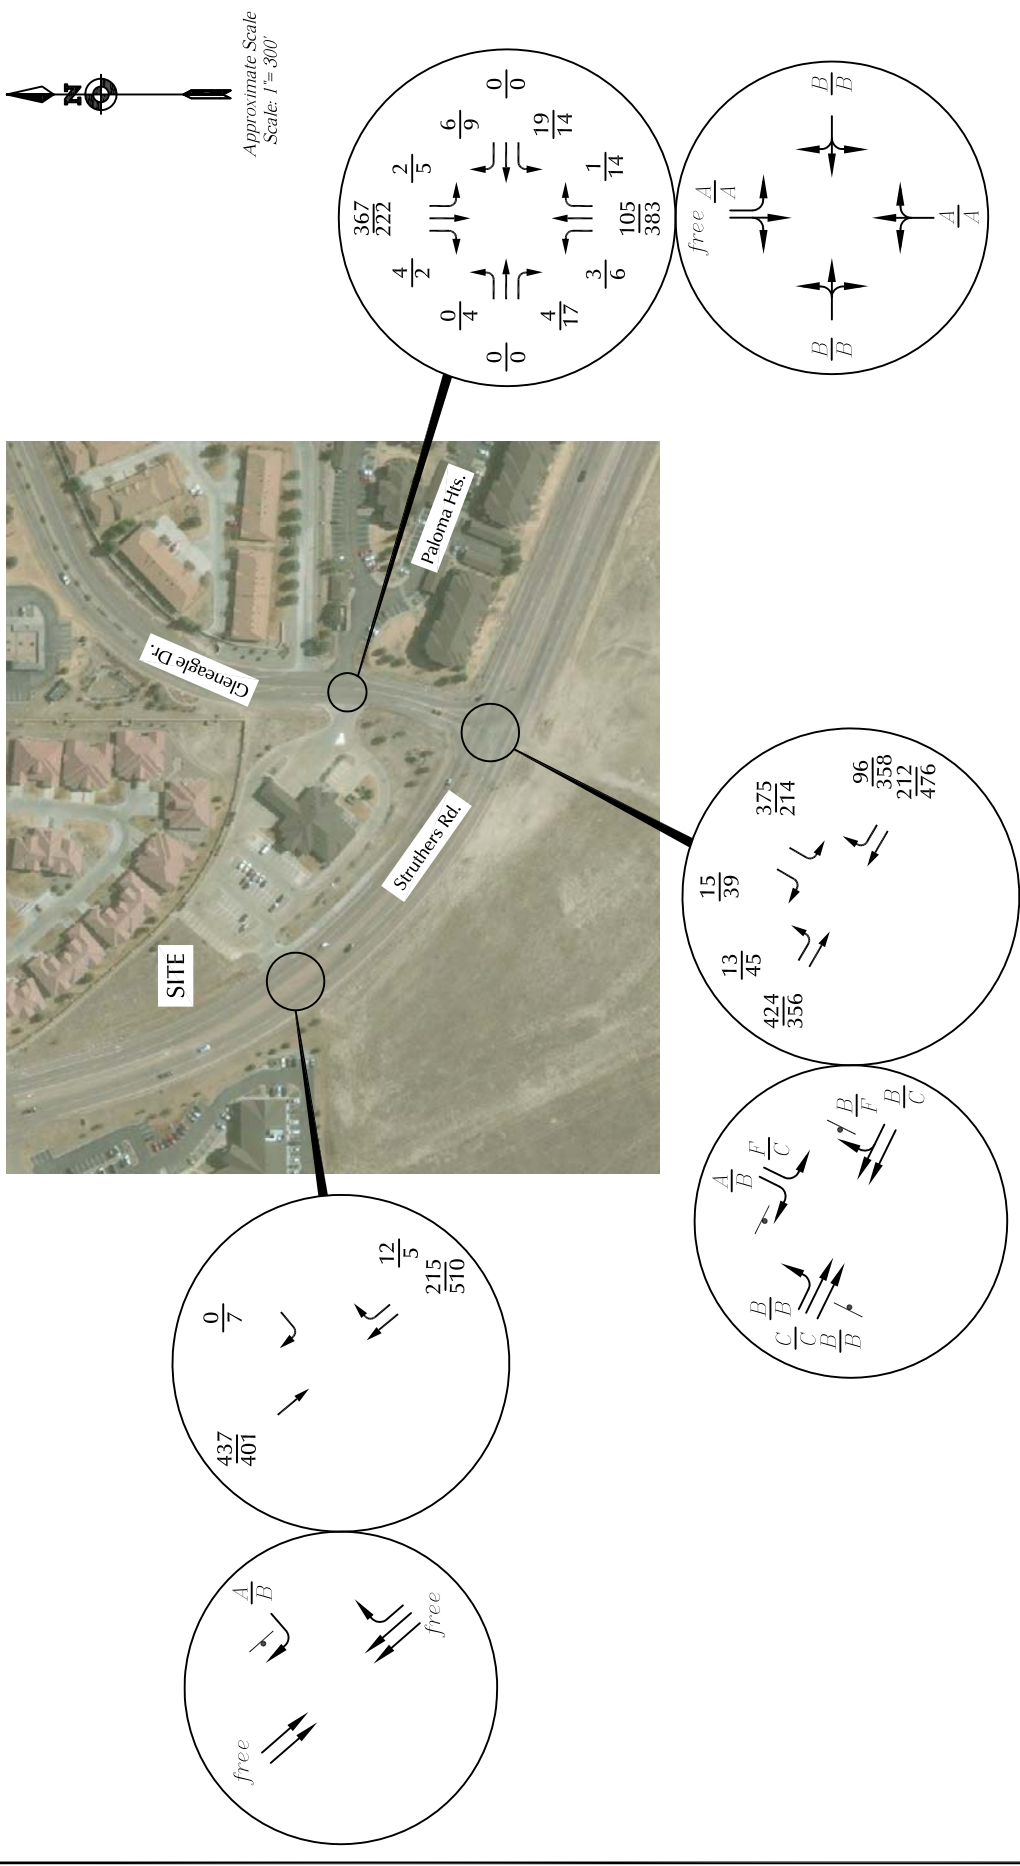 N
Approximate Scale
Scale: 1"= 300'
367
222
2
5
6
9
0
0
19
14
1
14
105
383
3
6
4
17
0
0
0
4
4
2
free
A
A
B
B
A
A
B
B
Gleneagle Dr.
Paloma Hts.
Struthers Rd.
SITE
375
214
96
358
212
476
15
39
13
45
424
356
A
B
F
C
B
F
B
C
B
B
C
C
B
B
0
7
12
5
215
510
437
401
A
B
free
free